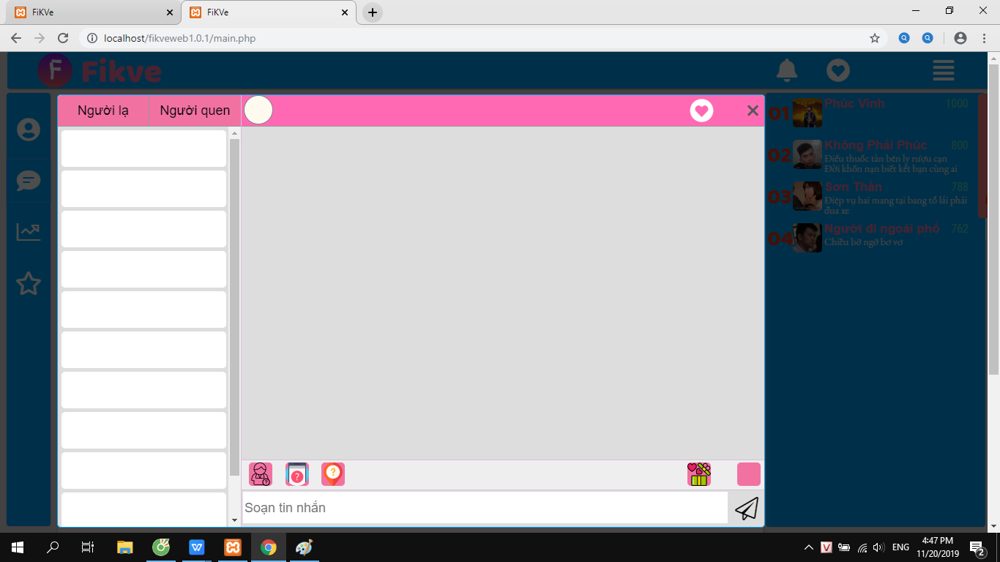 FiKVe
FiKVe
localhost/fikveweb1.0.1/main.php
Fikve
Người lạ
Người quen
01
Phúc Vinh
1000
02
Không Phải Phúc
800
Điếu thuốc tàn bên ly rượu cạn
Đời khốn nạn biết kết bạn cùng ai
03
Sơn Thần
788
Điệp vụ hai mang tại bang tổ lái phải
đua xe
04
Người đi ngoài phố
762
Chiều bỡ ngỡ bơ vơ
Soạn tin nhắn
ENG
4:47 PM
11/20/2019
2